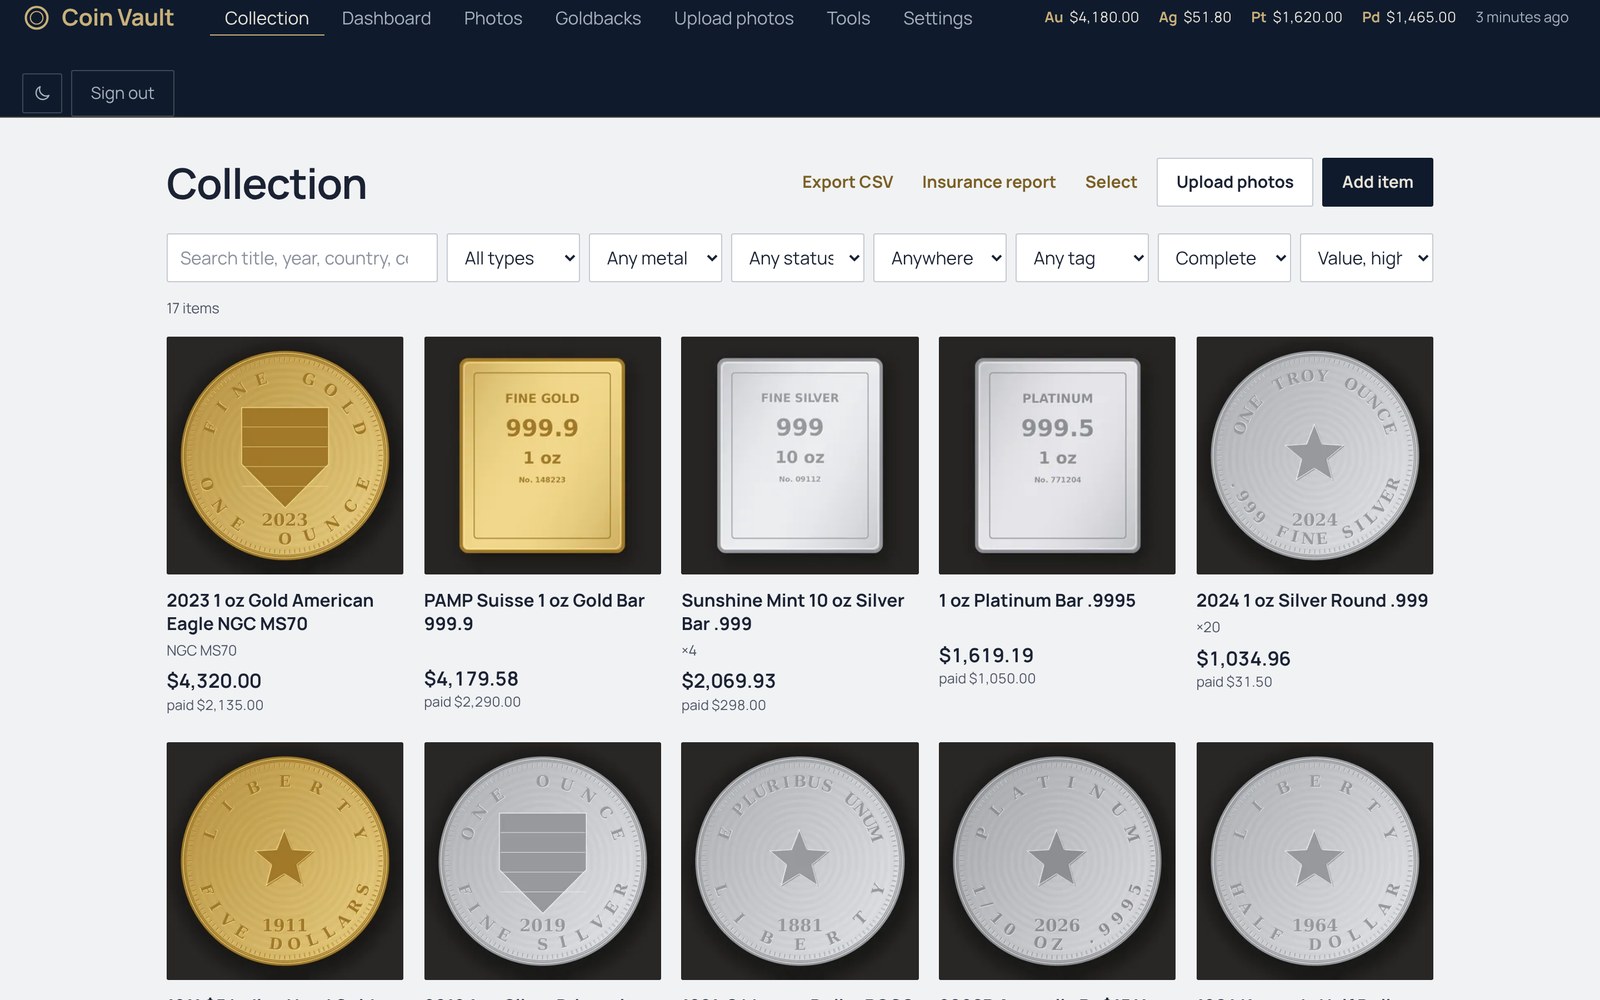 Coin Vault
Collection
Dashboard
Photos
Goldbacks
Upload photos
Tools
Settings
Au $4,180.00
Ag $51.80
Pt $1,620.00
Pd $1,465.00
3 minutes ago
Sign out
Collection
Export CSV
Insurance report
Select
Upload photos
Add item
Search title, year, country, c
All types
Any metal
Any status
Anywhere
Any tag
Complete
Value, high
17 items
FINE GOLD
2023
ONE OUNCE
FINE GOLD
999.9
1 oz
No. 148223
FINE SILVER
999
10 oz
No. 09112
PLATINUM
999.5
1 oz
No. 771204
ONE TROY OUNCE
2024
.999 FINE SILVER
2023 1 oz Gold American
Eagle NGC MS70
NGC MS70
$4,320.00
paid $2,135.00
PAMP Suisse 1 oz Gold Bar
999.9
$4,179.58
paid $2,290.00
Sunshine Mint 10 oz Silver
Bar .999
×4
$2,069.93
paid $298.00
1 oz Platinum Bar .9995
$1,619.19
paid $1,050.00
2024 1 oz Silver Round .999
×20
$1,034.96
paid $31.50
LIBERTY
1911
FIVE DOLLARS
ONE OUNCE
2019
FINE SILVER
E PLURIBUS UNUM
1881
LIBERTY
PLATINUM
2026
1/10 OZ .9995
LIBERTY
1964
HALF DOLLAR